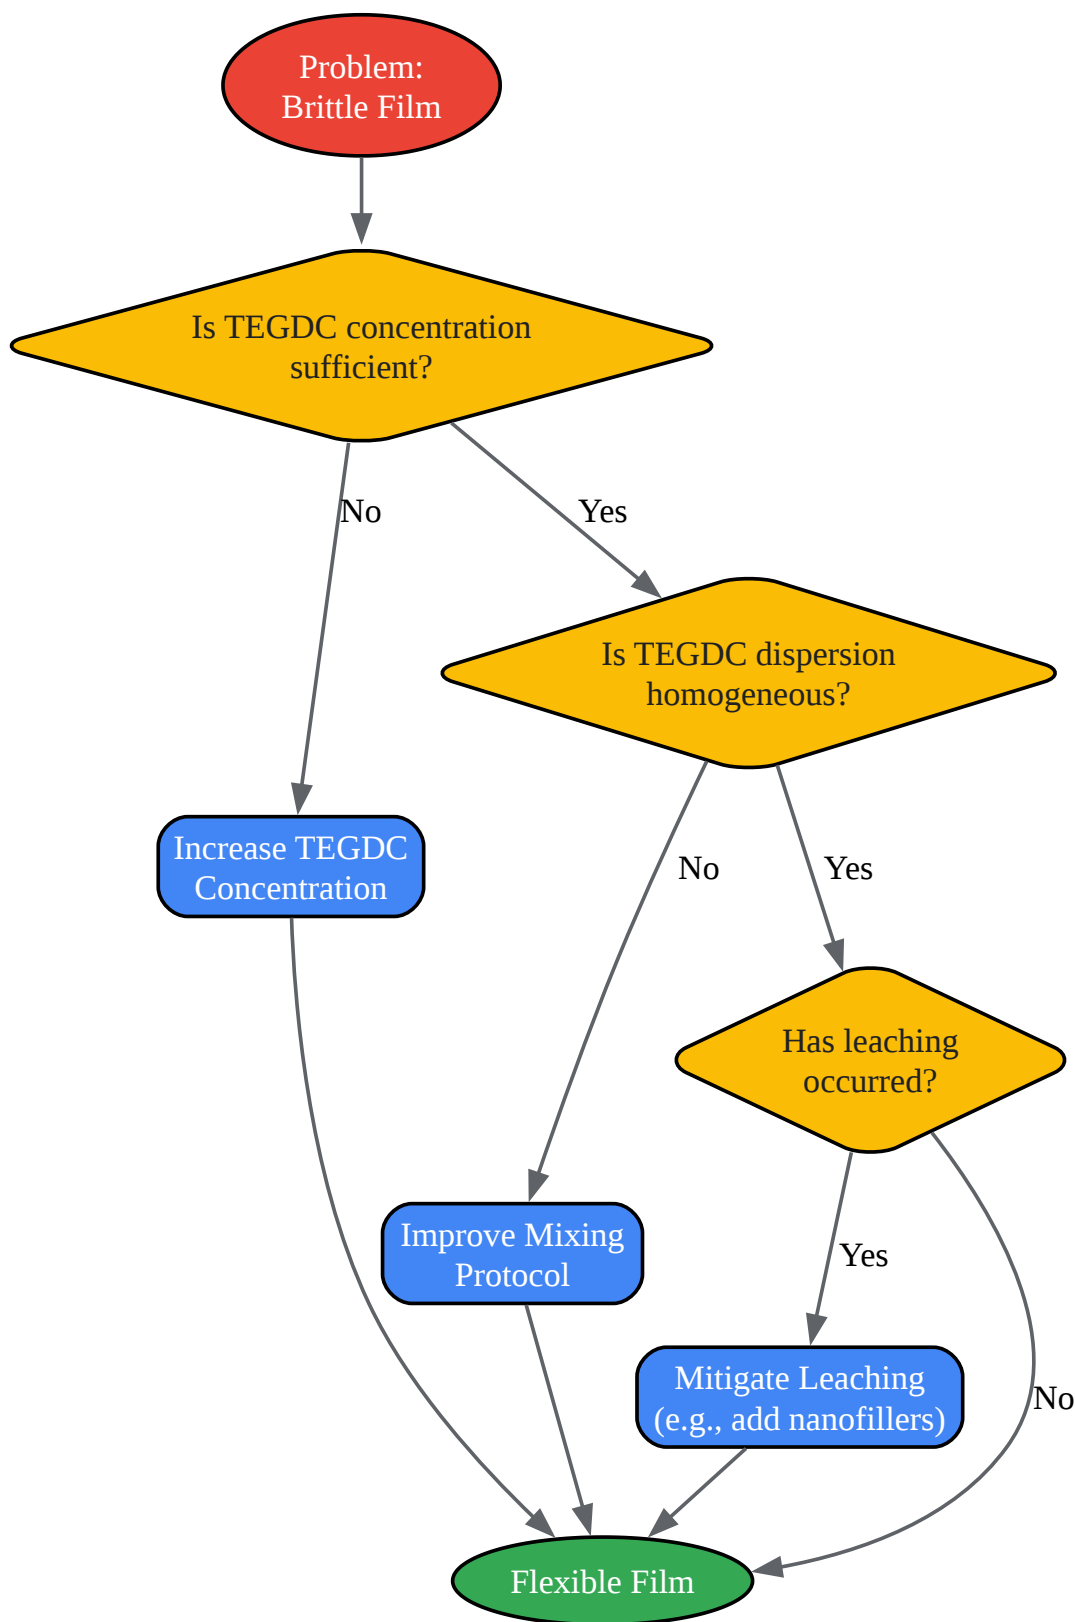 Problem:
Brittle Film
Is TEGDC concentration
sufficient?
No
Yes
Is TEGDC dispersion
homogeneous?
Increase TEGDC
Concentration
No
Yes
Has leaching
occurred?
Improve Mixing
Protocol
Yes
Mitigate Leaching
(e.g., add nanofillers)
No
Flexible Film